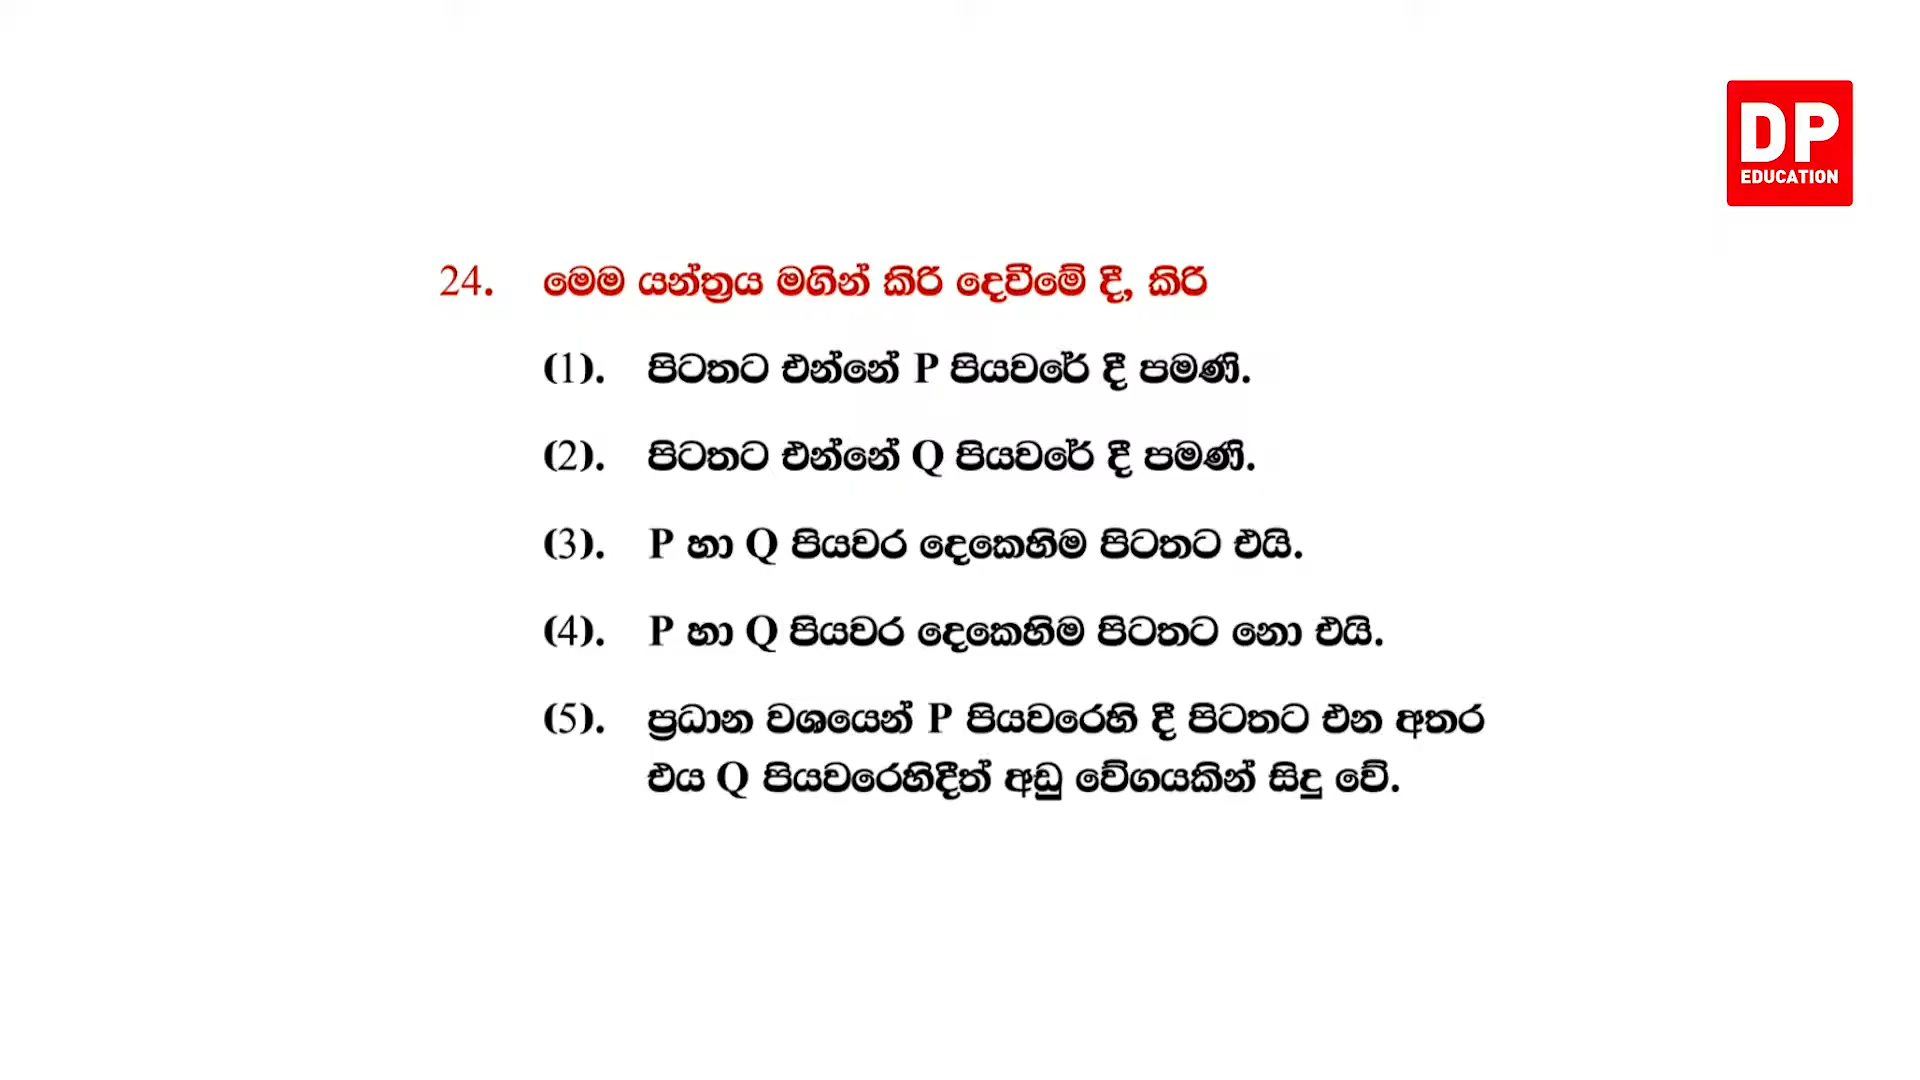 DP
EDUCATION
24. මෙම යන්ත්‍රය මගින් කිරි දෙවීමේ දී, කිරි
(1). පිටතට එන්නේ P පියවරේ දී පමණි.
(2). පිටතට එන්නේ Q පියවරේ දී පමණි.
(3). P හා Q පියවර දෙකෙහිම පිටතට එයි.
(4). P හා Q පියවර දෙකෙහිම පිටතට නො එයි.
(5). ප්‍රධාන වශයෙන් P පියවරෙහි දී පිටතට එන අතර
එය Q පියවරෙහිදීත් අඩු වේගයකින් සිදු වේ.